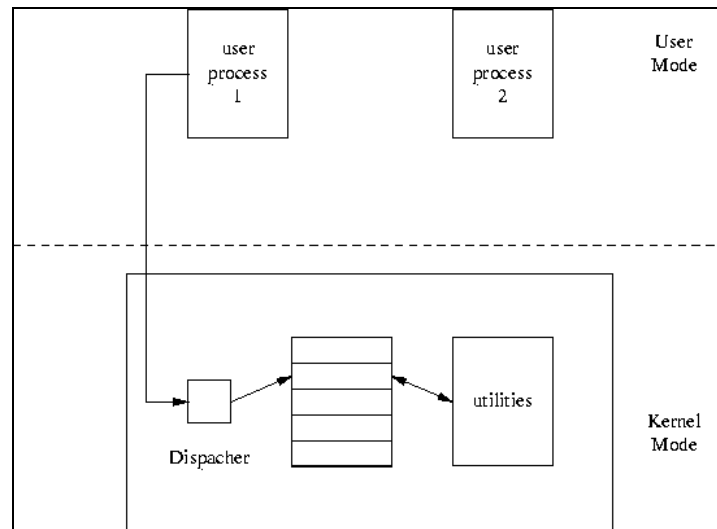 user
process
1
user
process
2
User
Mode
utilities
Dispacher
Kernel
Mode